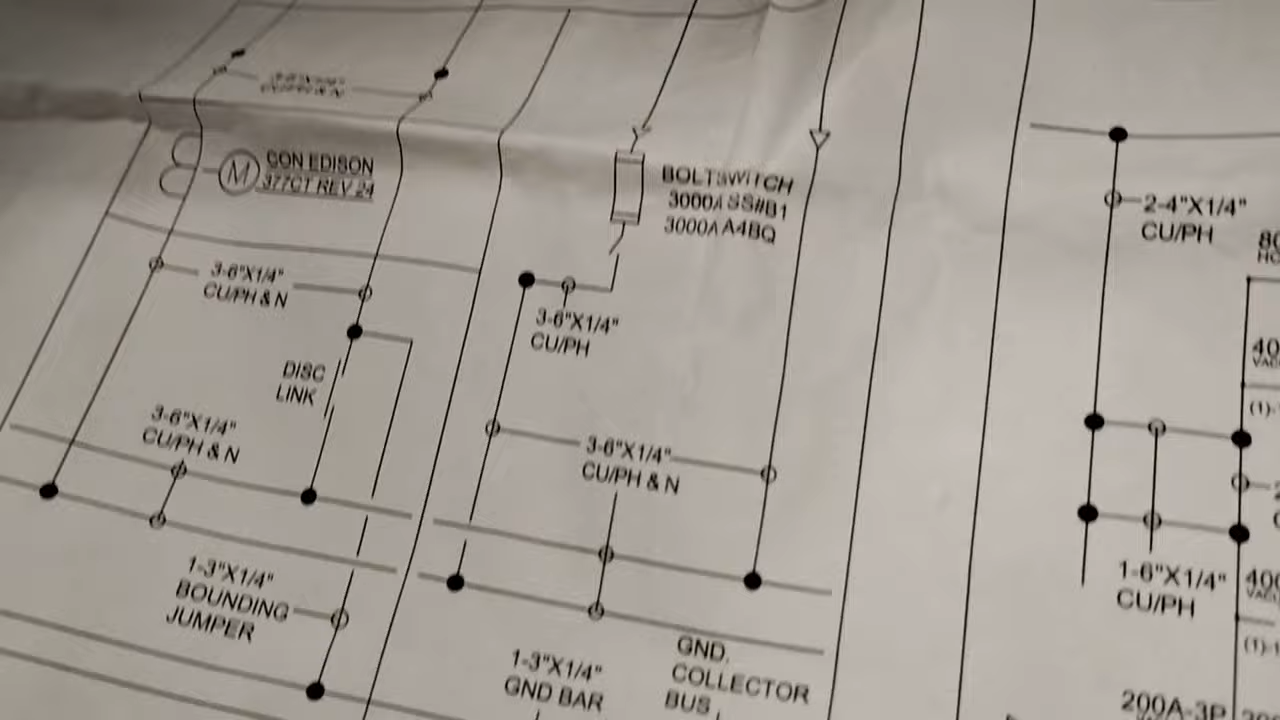 CON EDISON
377CT REV 24
M
BOLTSWITCH
3000A SS#B1
3000A A4BQ
2-4"X1/4"
CU/PH
3-6"X1/4"
CU/PH & N
3-6"X1/4"
CU/PH
DISC
LINK
3-6"X1/4"
CU/PH & N
3-6"X1/4"
CU/PH & N
1-3"X1/4"
BOUNDING
JUMPER
1-6"X1/4"
CU/PH
GND.
COLLECTOR
BUS
1-3"X1/4"
GND BAR
200A-3P